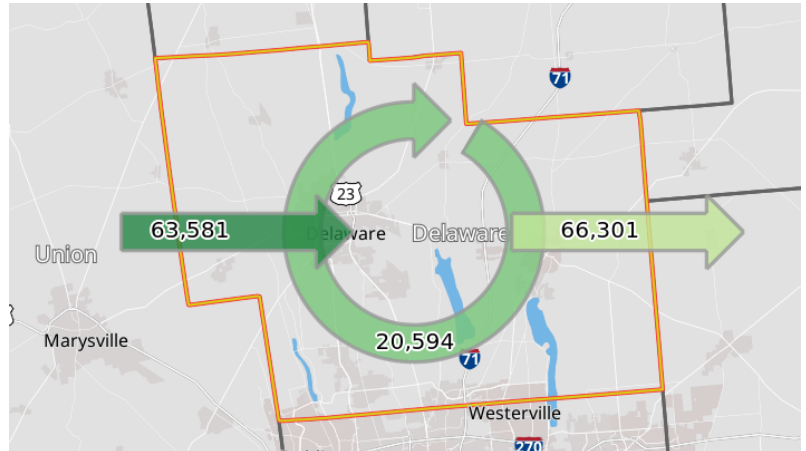 71
23
63,581
Delaware
Delaware
66,301
Union
20,594
Marysville
71
Westerville
270